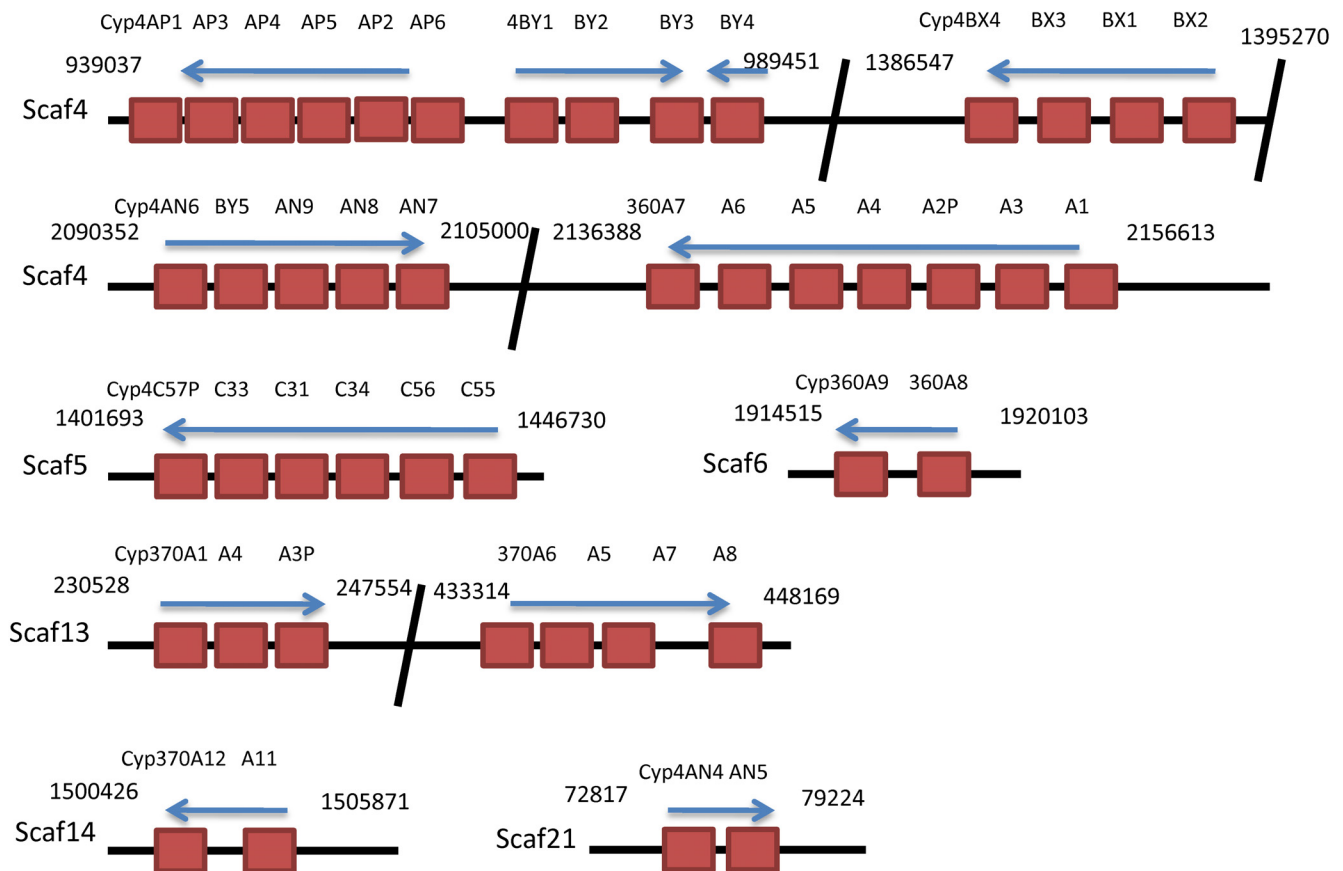 Cyp4AP1 AP3 AP4 AP5 AP2 AP6 4BY1 BY2 BY3 BY4 Cyp4BX4 BX3 BX1 BX2
939037 989451 1386547 1395270
Scaf4
Cyp4AN6 BY5 AN9 AN8 AN7 360A7 A6 A5 A4 A2P A3 A1
2090352 2105000 2136388 2156613
Scaf4
Cyp4C57P C33 C31 C34 C56 C55 Cyp360A9 360A8
1401693 1446730 1914515 1920103
Scaf5 Scaf6
Cyp370A1 A4 A3P 370A6 A5 A7 A8
230528 247554 433314 448169
Scaf13
Cyp370A12 A11 Cyp4AN4 AN5
1500426 1505871 72817 79224
Scaf14 Scaf21